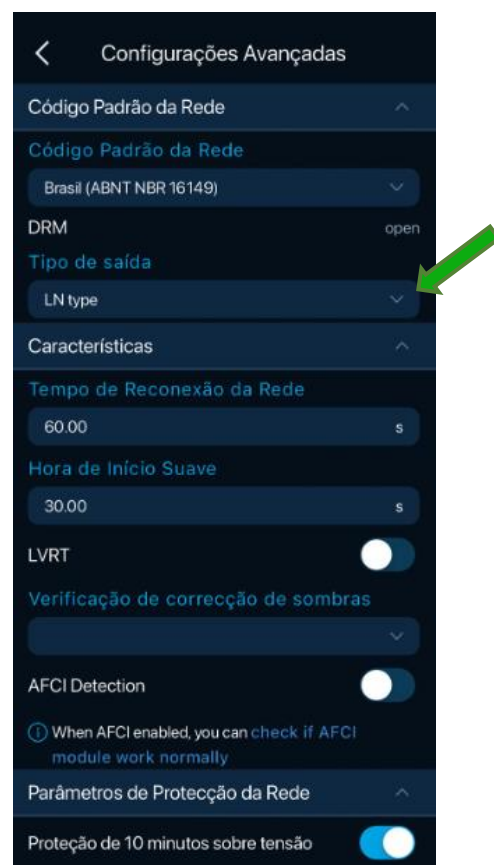 Configurações Avançadas
Código Padrão da Rede
Código Padrão da Rede
Brasil (ABNT NBR 16149)
DRM open
Tipo de saída
LN type
Características
Tempo de Reconexão da Rede
60.00 s
Hora de Início Suave
30.00 s
LVRT
Verificação de correcção de sombras
AFCI Detection
When AFCI enabled, you can check if AFCI
module work normally
Parâmetros de Protecção da Rede
Proteção de 10 minutos sobre tensão